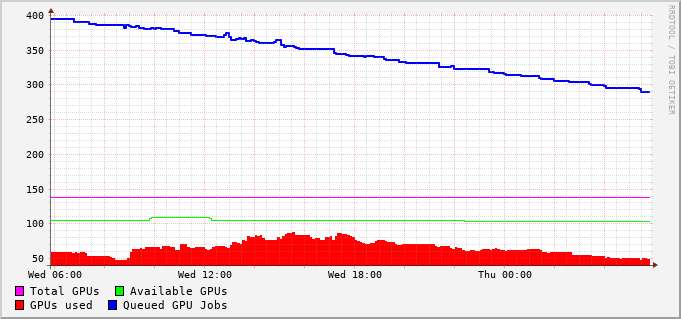 400
350
300
250
200
150
100
50
Wed 06:00 Wed 12:00 Wed 18:00 Thu 00:00
Total GPUs Available GPUs
GPUs used Queued GPU Jobs
RRDTOOL / TOBI OETIKER